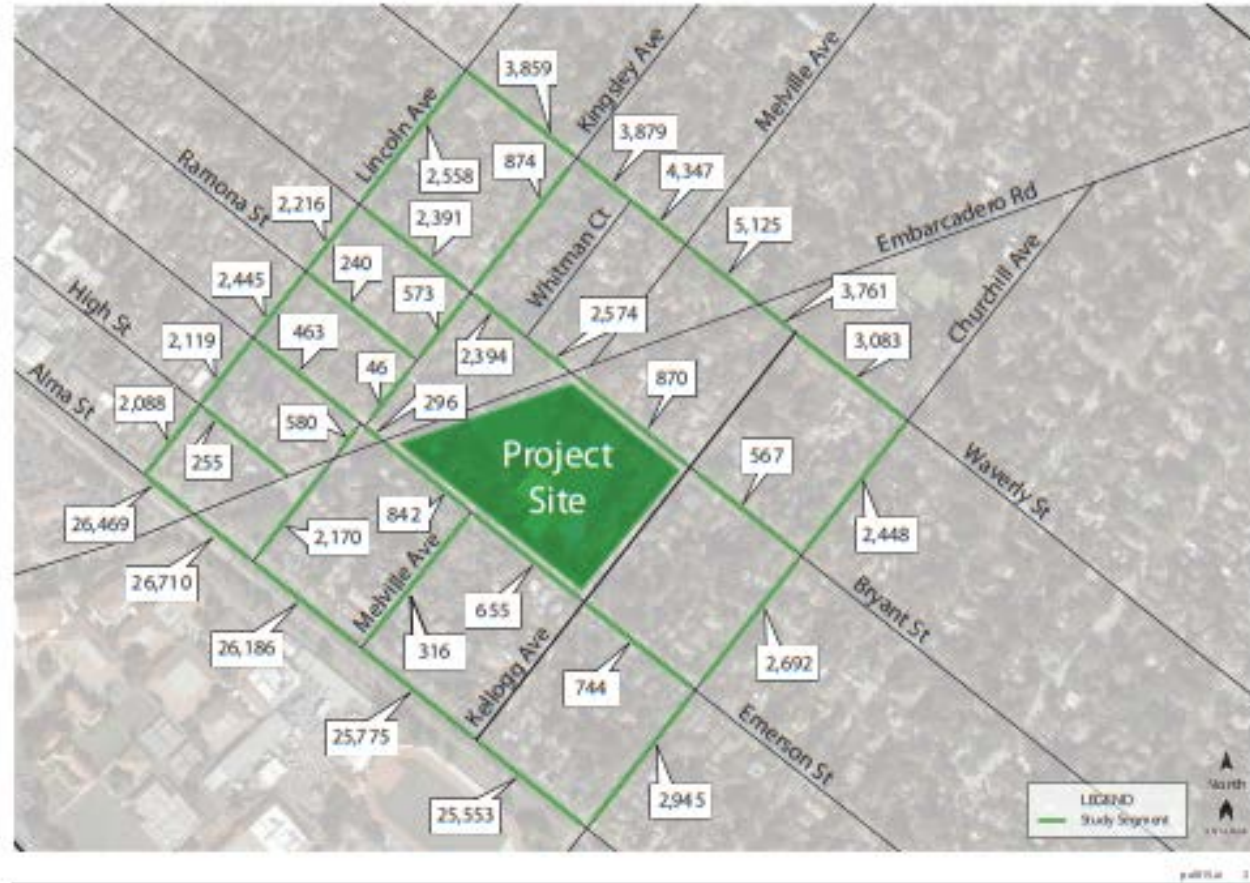 3,859
Kingsley Ave
Melville Ave
3,879
Lincoln Ave
874
4,347
2,558
Ramona St
2,216
2,391
Whitman Ct
5,125
Embarcadero Rd
240
2,445
573
3,761
Churchill Ave
High St
463
2,574
2,119
2,394
3,083
46
870
Alma St
2,088
296
580
Project
Site
255
567
Waverly St
26,469
842
2,170
2,448
26,710
Melville Ave
655
Bryant St
26,186
316
Kellogg Ave
2,692
744
25,775
Emerson St
25,553
2,945
North
LEGEND
Study Segment